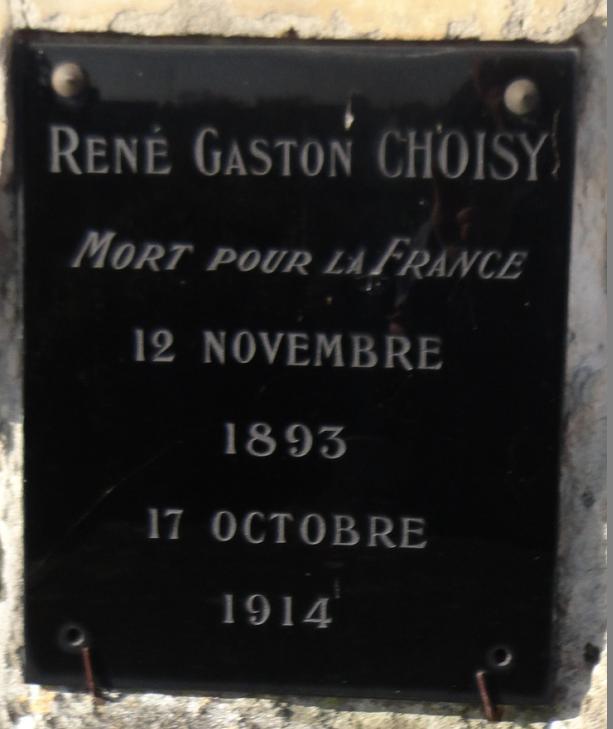 RENÉ GASTON CHOISY
MORT POUR LA FRANCE
12 NOVEMBRE
1893
17 OCTOBRE
1914